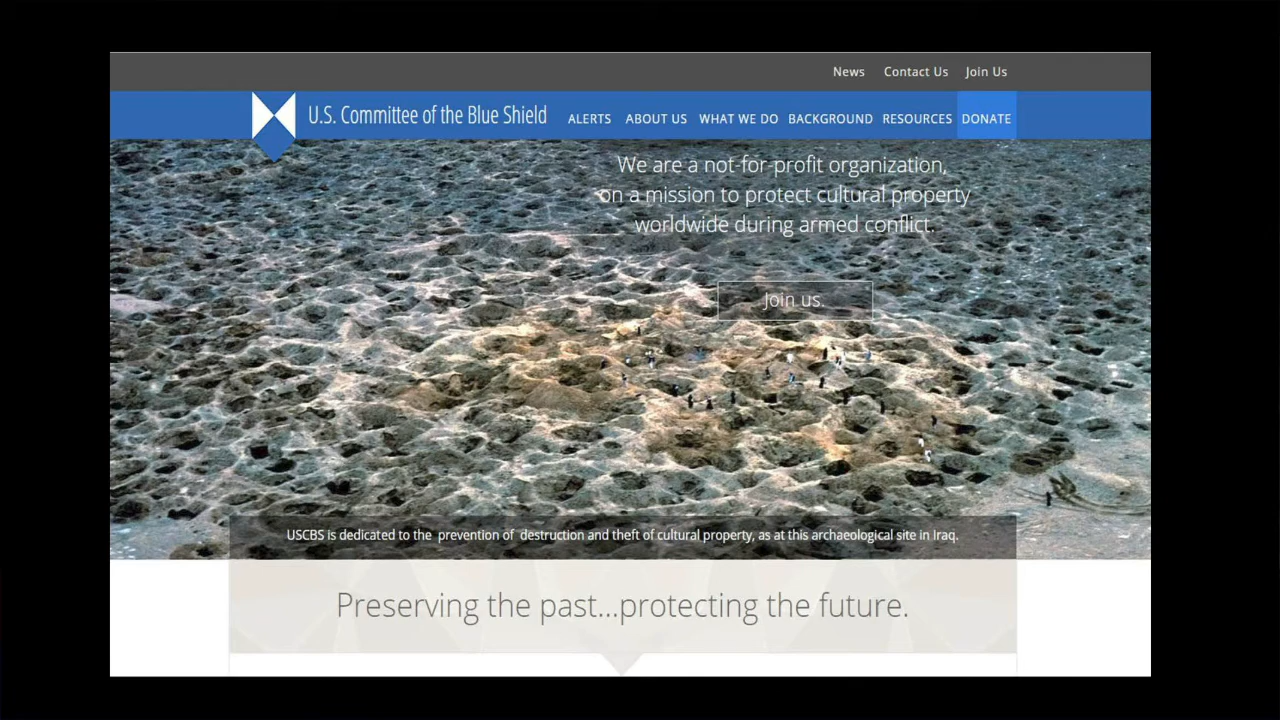 News Contact Us Join Us
U.S. Committee of the Blue Shield ALERTS ABOUT US WHAT WE DO BACKGROUND RESOURCES DONATE
We are a not-for-profit organization,
on a mission to protect cultural property
worldwide during armed conflict.
Join us.
USCBS is dedicated to the prevention of destruction and theft of cultural property, as at this archaeological site in Iraq.
Preserving the past...protecting the future.